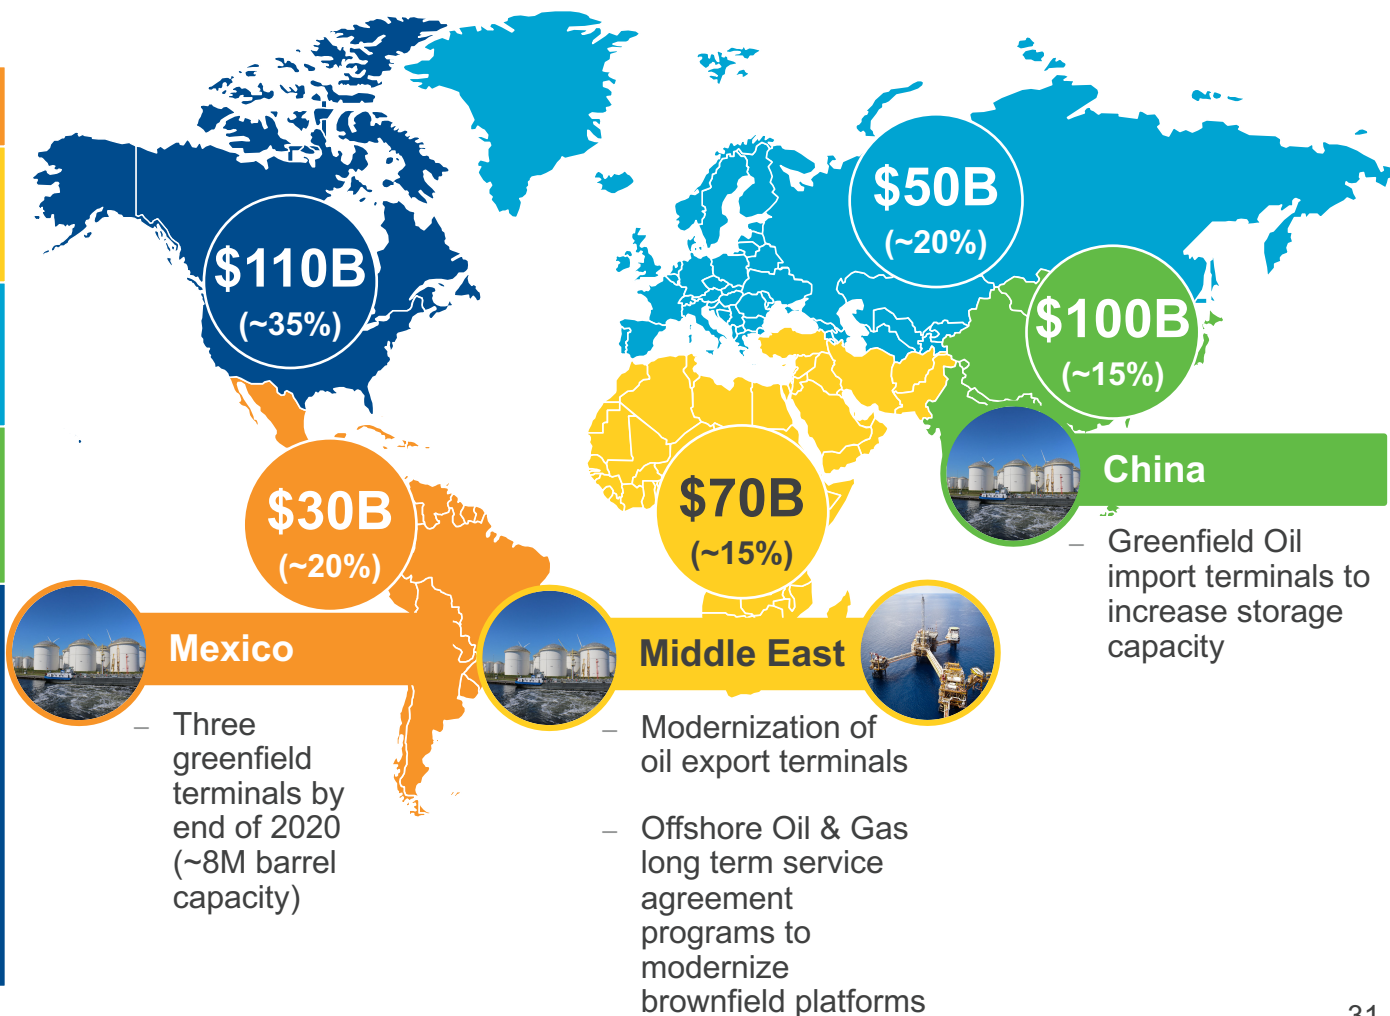 $110B
(~35%)
$50B
(~20%)
$100B
(~15%)
$30B
(~20%)
$70B
(~15%)
China
– Greenfield Oil
import terminals to
increase storage
capacity
Mexico
– Three
greenfield
terminals by
end of 2020
(~8M barrel
capacity)
Middle East
– Modernization of
oil export terminals
– Offshore Oil & Gas
long term service
agreement
programs to
modernize
brownfield platforms
31